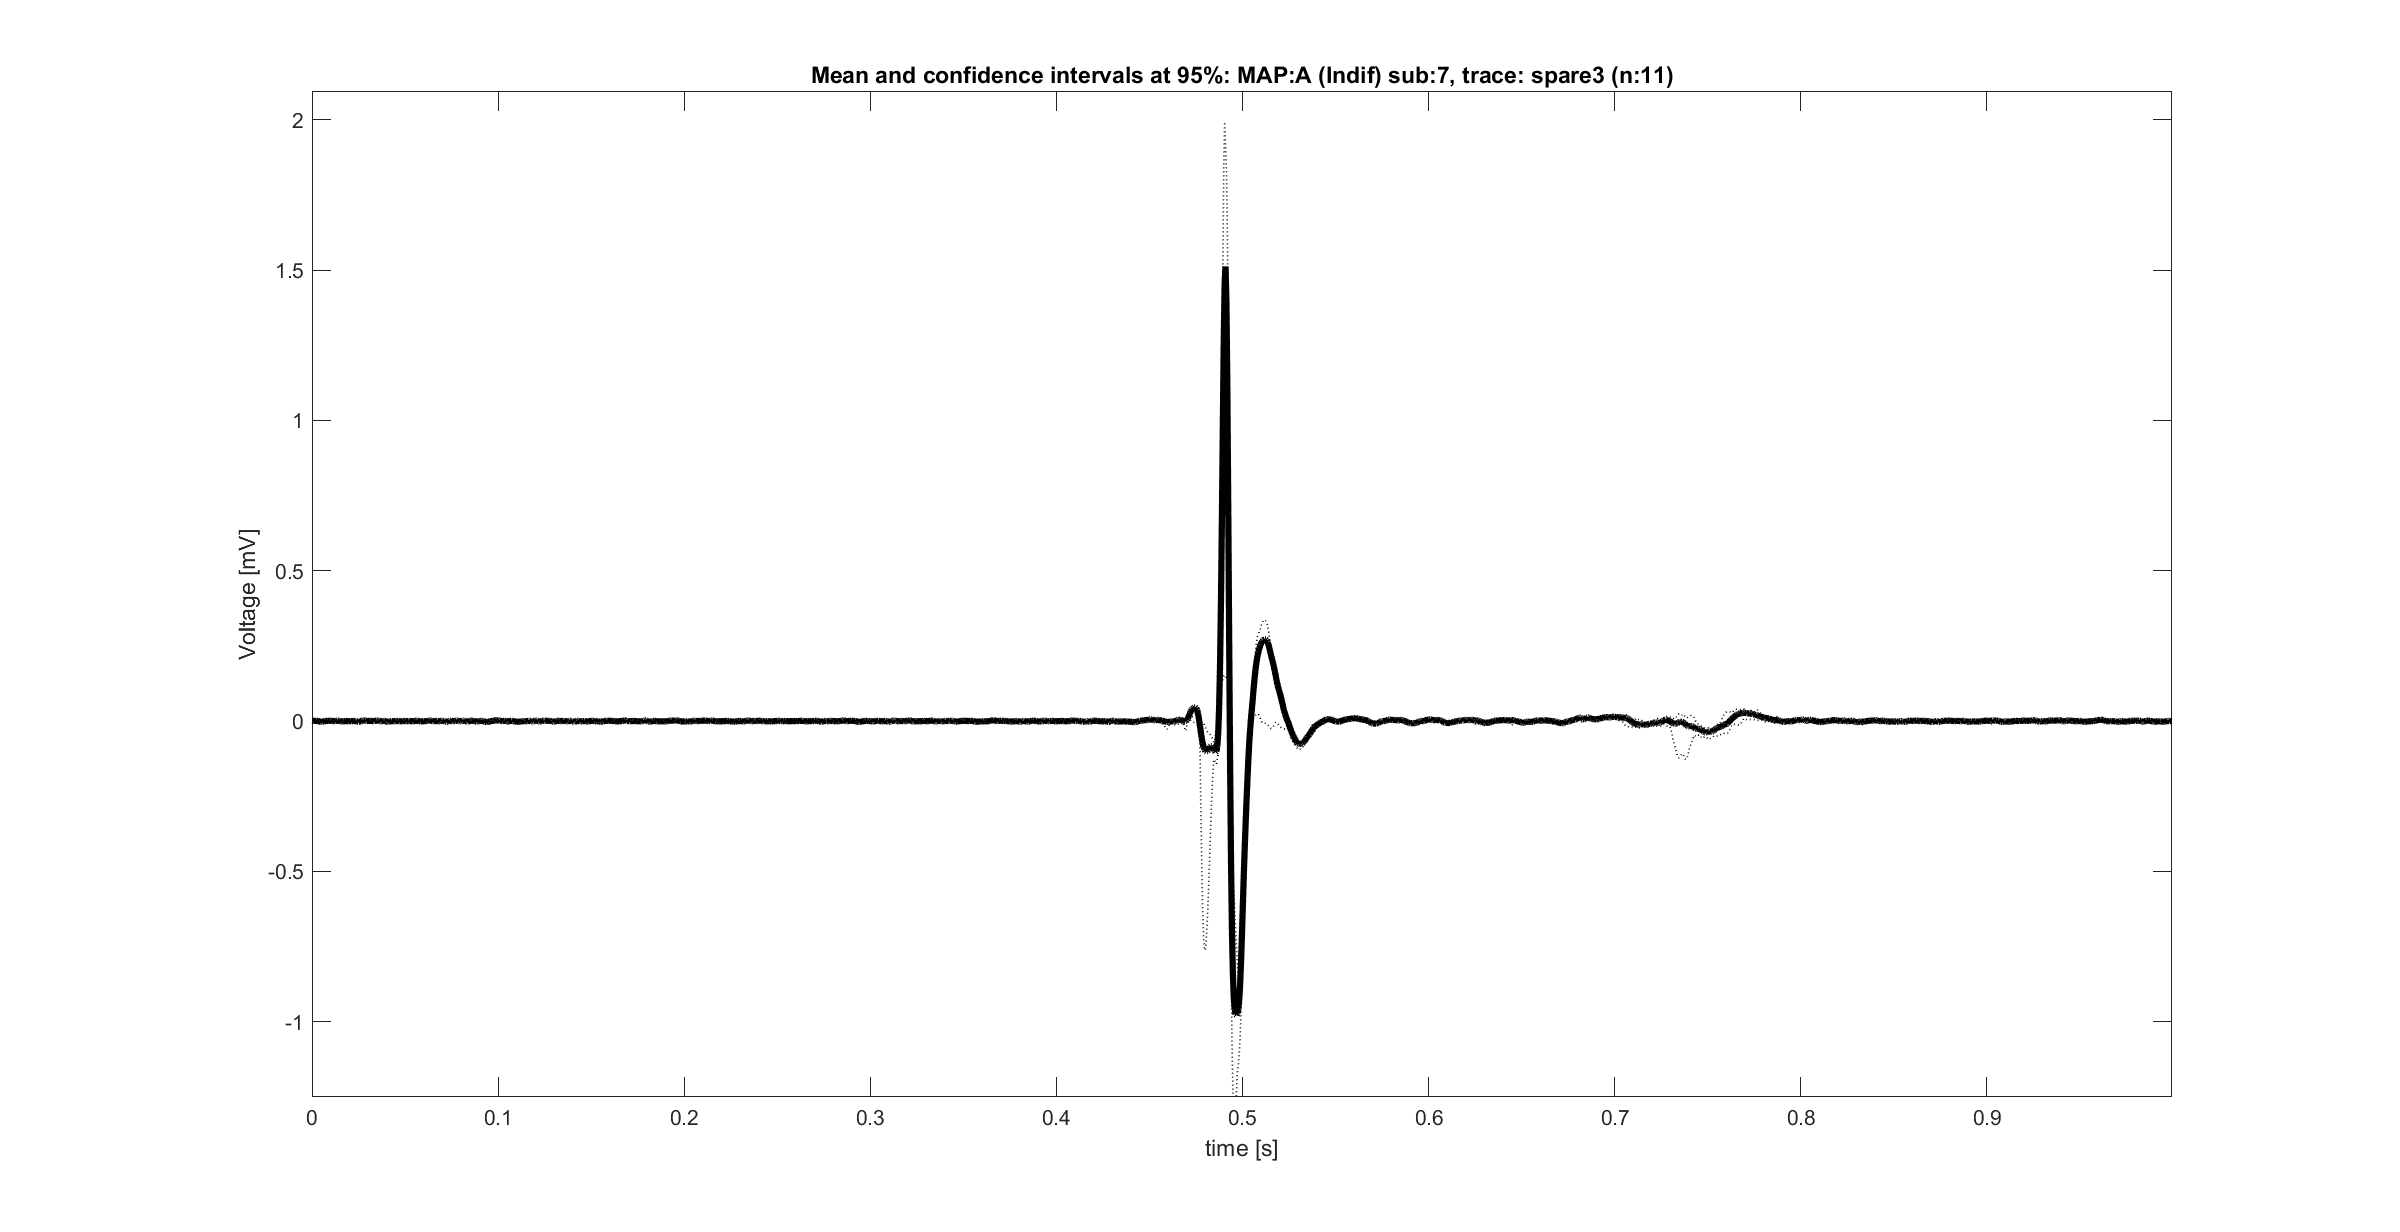 Mean and confidence intervals at 95%: MAP:A (Indif) sub:7, trace: spare3 (n:11)
2
1.5
1
0.5
0
-0.5
-1
Voltage [mV]
0 0.1 0.2 0.3 0.4 0.5 0.6 0.7 0.8 0.9
time [s]